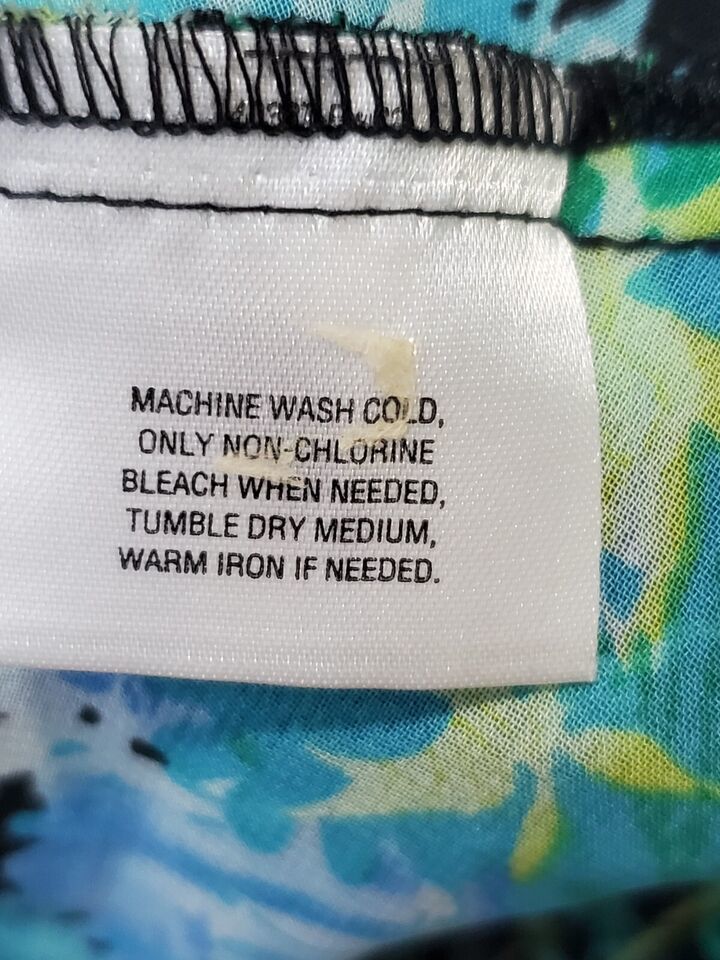 MACHINE WASH COLD,
ONLY NON-CHLORINE
BLEACH WHEN NEEDED,
TUMBLE DRY MEDIUM,
WARM IRON IF NEEDED.